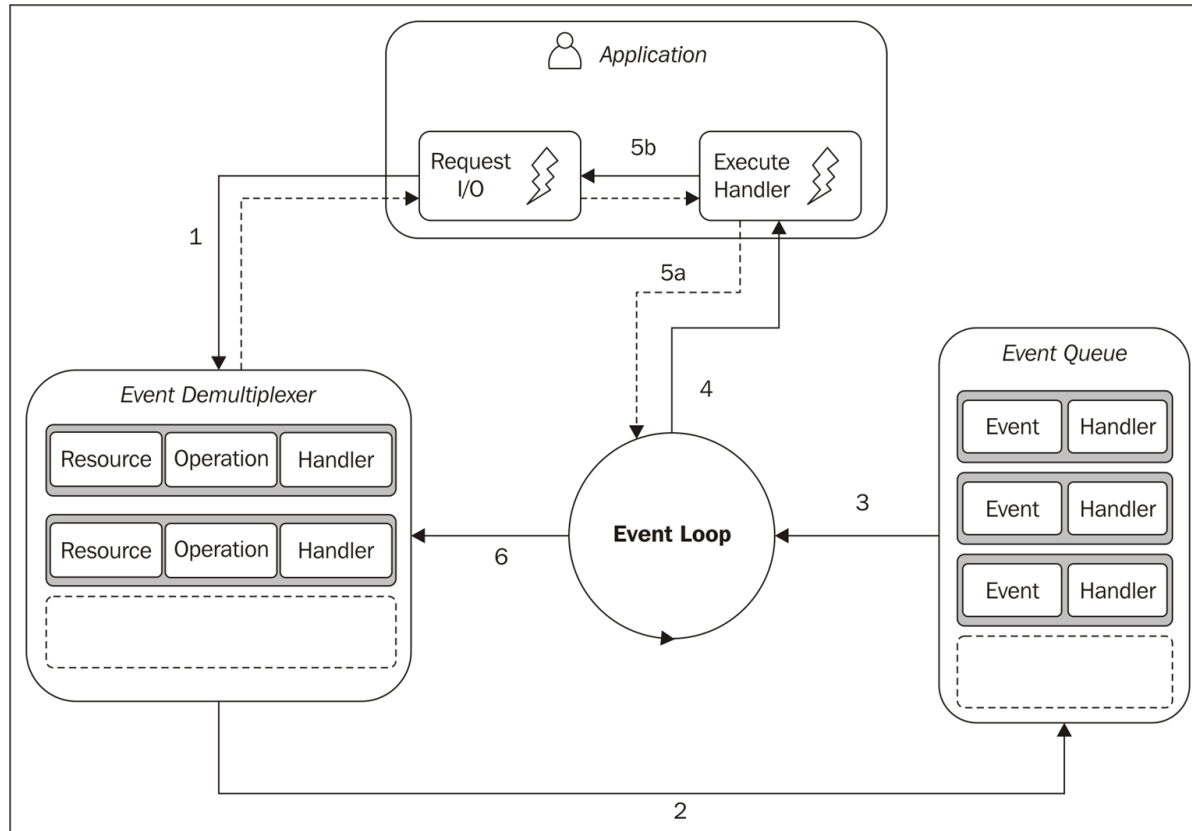 Application
Request
I/O
5b
Execute
Handler
1
5a
Event Demultiplexer
Resource Operation Handler
Resource Operation Handler
4
Event Loop
6
3
Event Queue
Event Handler
Event Handler
Event Handler
2